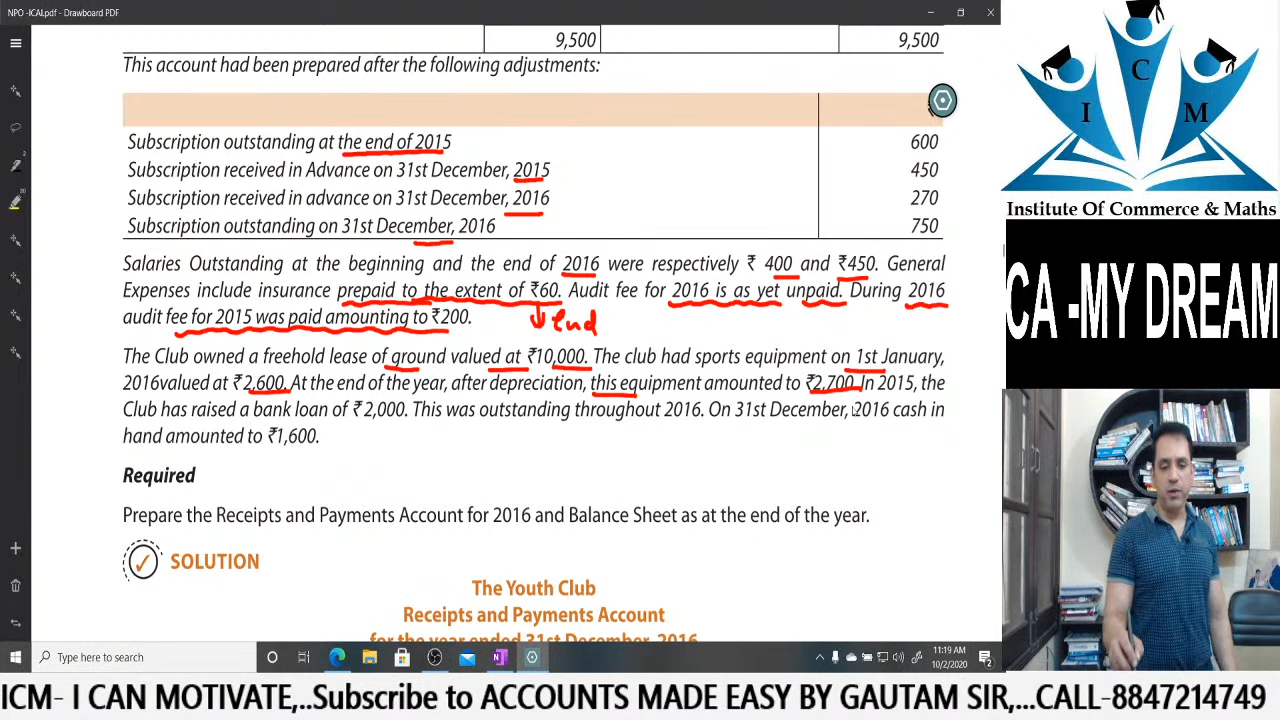 NPO -ICAI.pdf - Drawboard PDF
9,500 9,500
This account had been prepared after the following adjustments:
Subscription outstanding at the end of 2015 600
Subscription received in Advance on 31st December, 2015 450
Subscription received in advance on 31st December, 2016 270
Subscription outstanding on 31st December, 2016 750
Salaries Outstanding at the beginning and the end of 2016 were respectively ₹ 400 and ₹450. General
Expenses include insurance prepaid to the extent of ₹60. Audit fee for 2016 is as yet unpaid. During 2016
audit fee for 2015 was paid amounting to ₹200.
end
The Club owned a freehold lease of ground valued at ₹10,000. The club had sports equipment on 1st January,
2016valued at ₹2,600. At the end of the year, after depreciation, this equipment amounted to ₹2,700. In 2015, the
Club has raised a bank loan of ₹2,000. This was outstanding throughout 2016. On 31st December, 2016 cash in
hand amounted to ₹1,600.
Required
Prepare the Receipts and Payments Account for 2016 and Balance Sheet as at the end of the year.
SOLUTION
The Youth Club
Receipts and Payments Account
for the year ended 31st December, 2016
I C M
Institute Of Commerce & Maths
CA -MY DREAM
Type here to search
11:19 AM
10/2/2020
2
ICM- I CAN MOTIVATE,..Subscribe to ACCOUNTS MADE EASY BY GAUTAM SIR,...CALL-8847214749